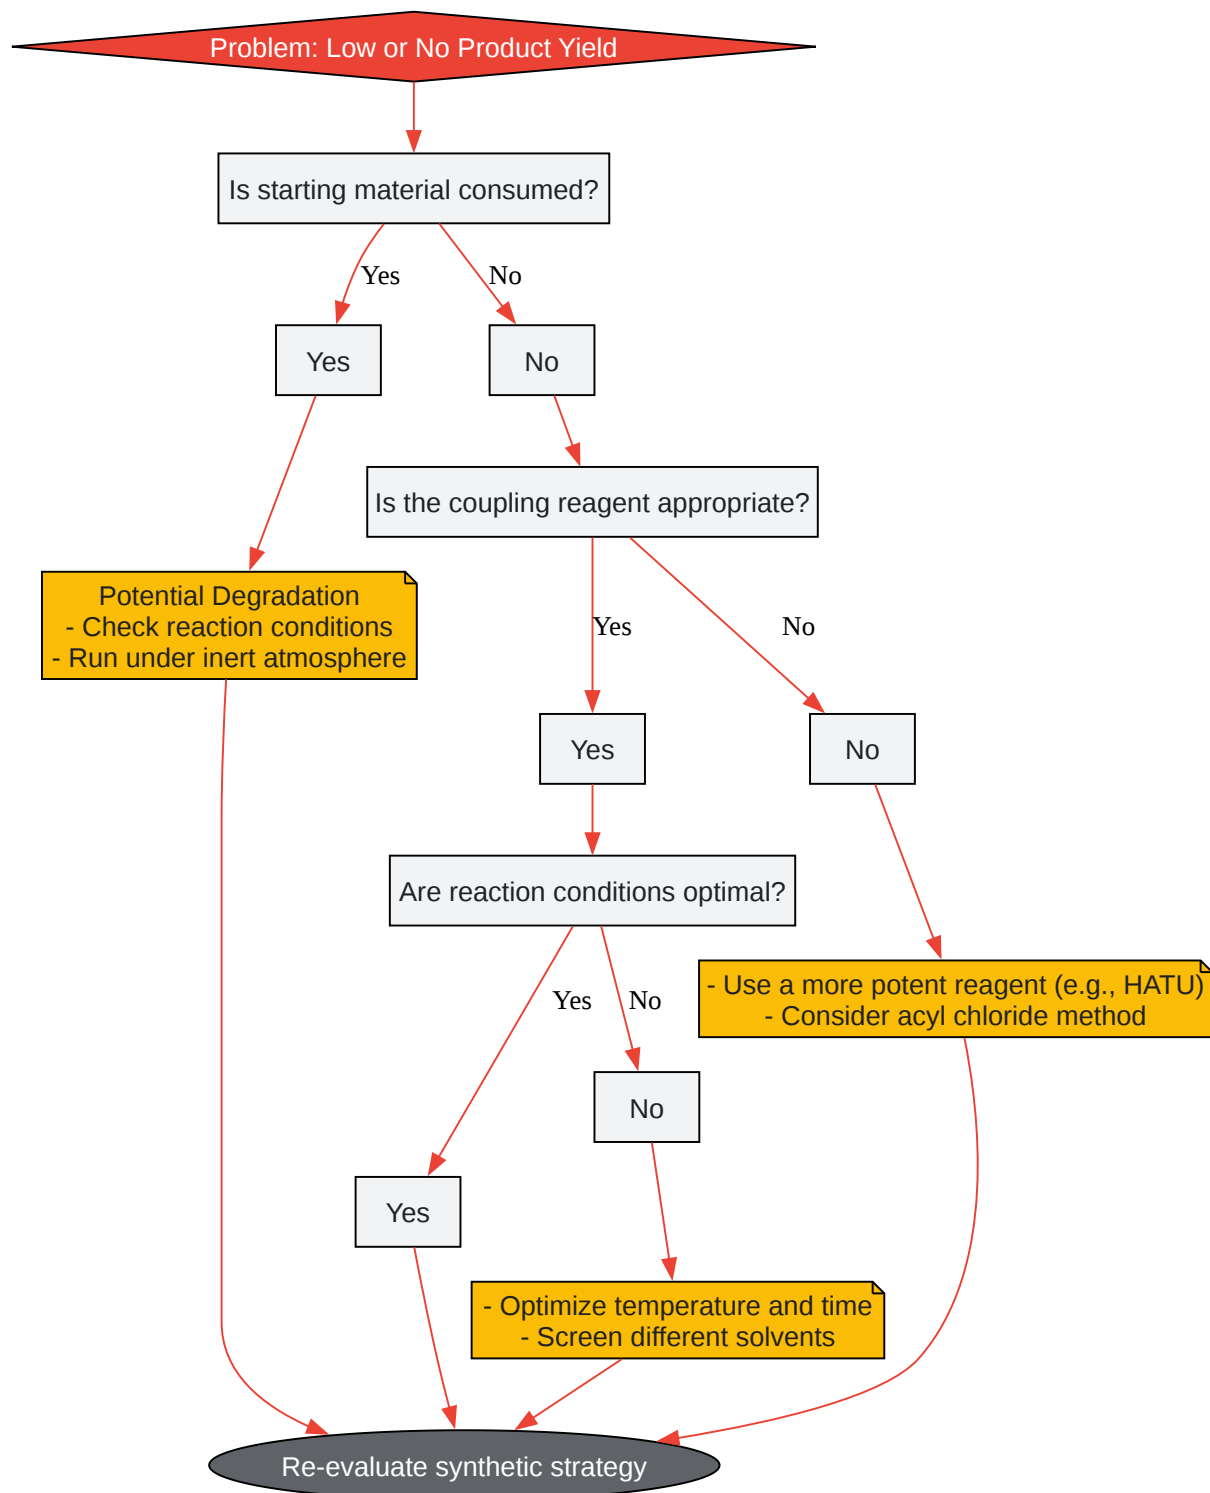 Problem: Low or No Product Yield
Is starting material consumed?
Yes
No
Yes
No
Is the coupling reagent appropriate?
Potential Degradation
- Check reaction conditions
- Run under inert atmosphere
Yes
No
Yes
No
Are reaction conditions optimal?
- Use a more potent reagent (e.g., HATU)
- Consider acyl chloride method
Yes
No
No
Yes
- Optimize temperature and time
- Screen different solvents
Re-evaluate synthetic strategy